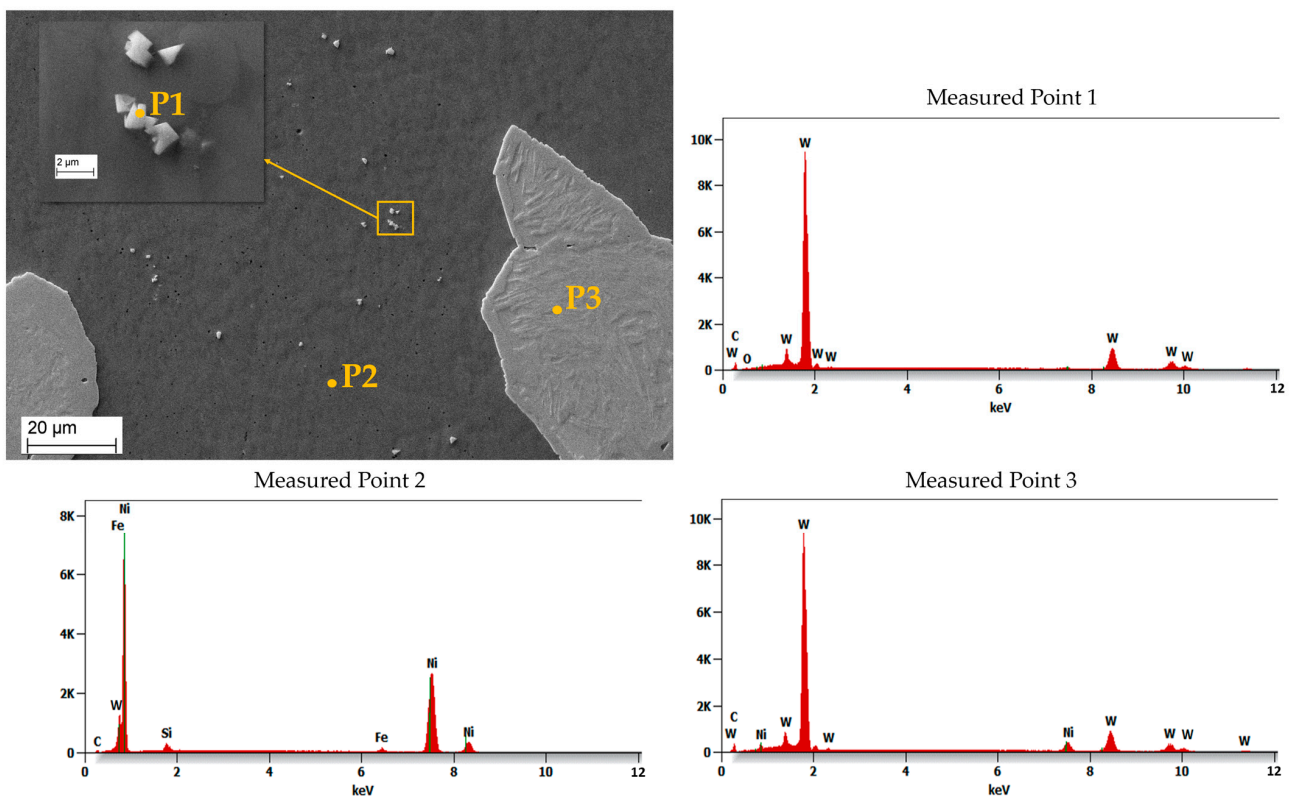 P1
2 µm
P3
P2
20 µm
Measured Point 1
10K
8K
6K
4K
2K
0
W
C
W
O
W
W
W
W
W
W
0
2
4
6
8
10
12
keV
Measured Point 2
8K
6K
4K
2K
0
Ni
Fe
W
C
Si
Fe
Ni
Ni
0
2
4
6
8
10
12
keV
Measured Point 3
10K
8K
6K
4K
2K
0
W
C
W
Ni
W
W
Ni
W
W
W
W
0
2
4
6
8
10
12
keV